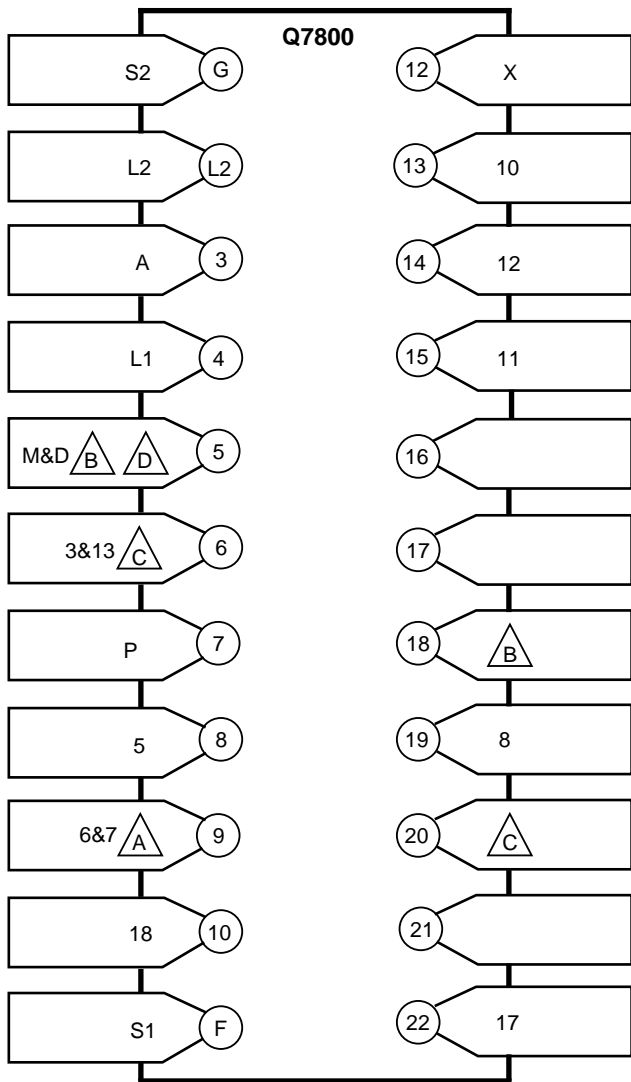 Q7800
S2 G 12 X
L2 L2 13 10
A 3 14 12
L1 4 15 11
M&D B D 5 16
3&13 C 6 17
P 7 18 B
5 8 19 8
6&7 A 9 20 C
18 10 21
S1 F 22 17